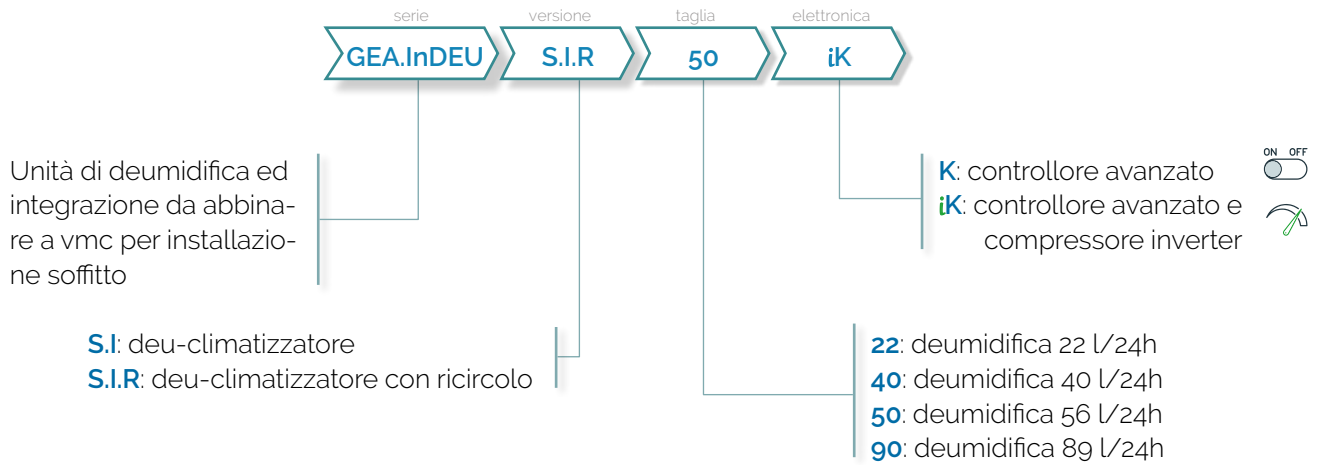 serie versione taglia elettronica
GEA.InDEU S.I.R 50 iK
Unità di deumidifica ed
integrazione da abbina-
re a vmc per installazio-
ne soffitto
ON OFF
K: controllore avanzato
iK: controllore avanzato e
compressore inverter
S.I: deu-climatizzatore
S.I.R: deu-climatizzatore con ricircolo
22: deumidifica 22 l/24h
40: deumidifica 40 l/24h
50: deumidifica 56 l/24h
90: deumidifica 89 l/24h